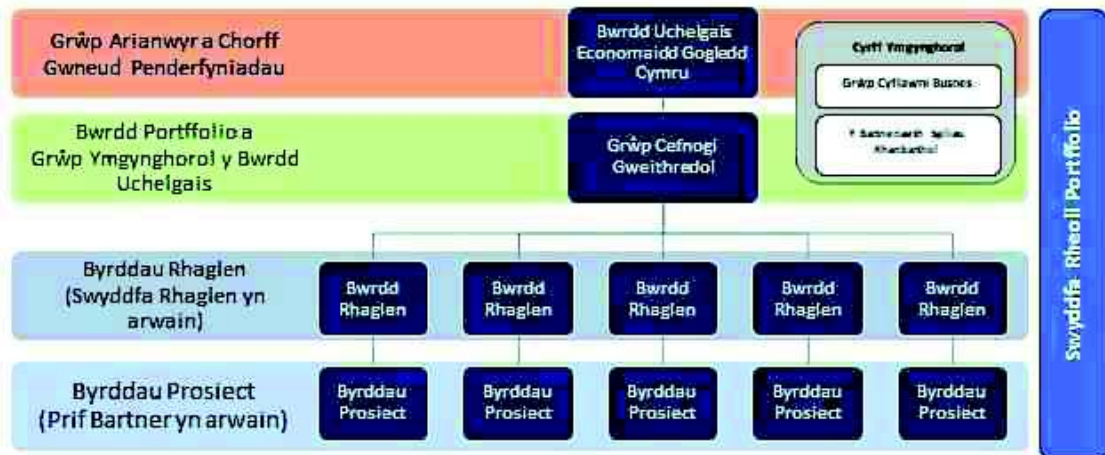 Grŵp Arianwyr a Chorff
Gwneud Penderfyniadau
Bwrdd Uchelgais
Economaidd Gogledd
Cymru
Cyrff Ymgynghorol
Grŵp Cyflawni Busnes
Y Bartneriaeth Sgiliau
Rhanbarthol
Bwrdd Portffolio a
Grŵp Ymgynghorol y Bwrdd
Uchelgais
Grŵp Cefnogi
Gweithredol
Byrddau Rhaglen
(Swyddfa Rhaglen yn
arwain)
Bwrdd
Rhaglen
Bwrdd
Rhaglen
Bwrdd
Rhaglen
Bwrdd
Rhaglen
Bwrdd
Rhaglen
Byrddau Prosiect
(Prif Bartner yn arwain)
Byrddau
Prosiect
Byrddau
Prosiect
Byrddau
Prosiect
Byrddau
Prosiect
Byrddau
Prosiect
Swyddfa Rheoli Portffolio